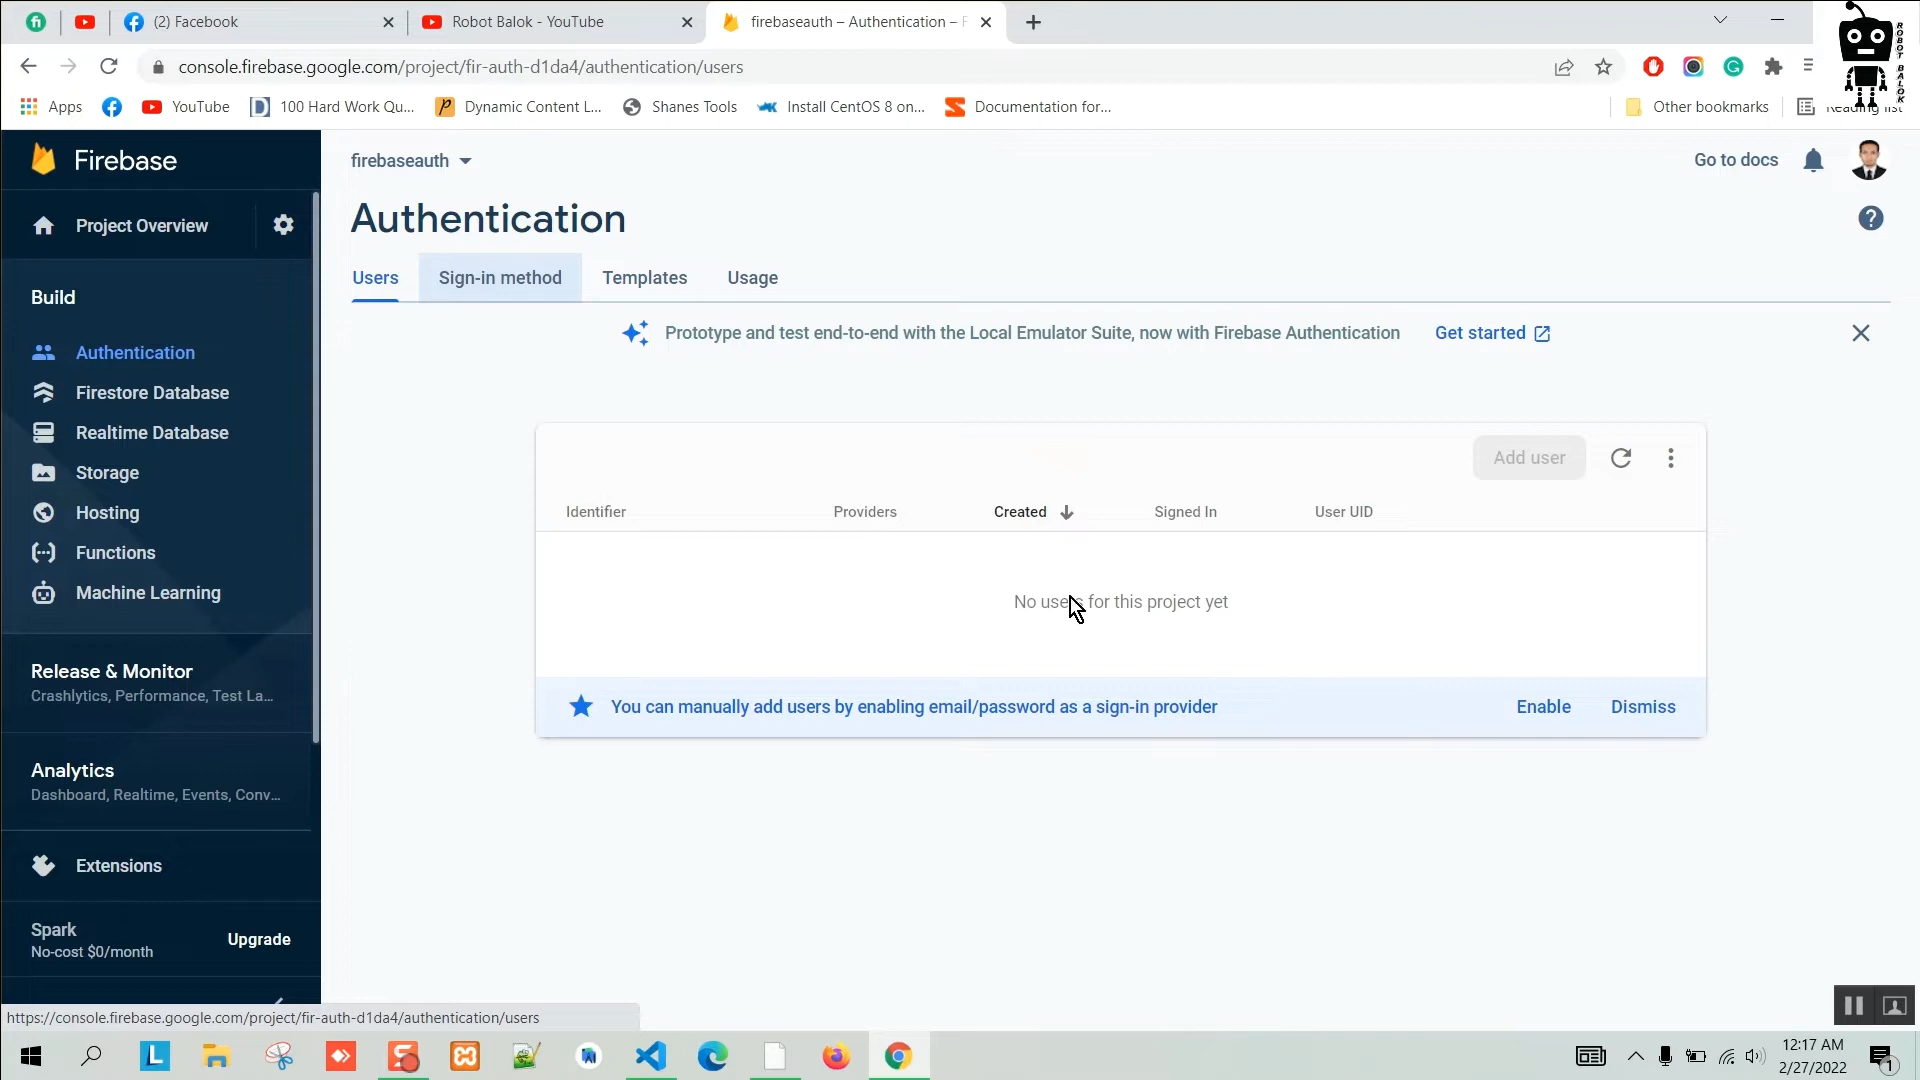 (2) Facebook
Robot Balok - YouTube
firebaseauth – Authentication – F
console.firebase.google.com/project/fir-auth-d1da4/authentication/users
ROBOT BALOK
Apps
YouTube
100 Hard Work Qu...
Dynamic Content L...
Shanes Tools
Install CentOS 8 on...
Documentation for...
Other bookmarks
Reading list
Firebase
firebaseauth
Go to docs
Project Overview
Authentication
Users
Sign-in method
Templates
Usage
Build
Prototype and test end-to-end with the Local Emulator Suite, now with Firebase Authentication
Get started
Authentication
Firestore Database
Realtime Database
Storage
Hosting
Functions
Machine Learning
Add user
Identifier
Providers
Created
Signed In
User UID
No users for this project yet
You can manually add users by enabling email/password as a sign-in provider
Enable
Dismiss
Release & Monitor
Crashlytics, Performance, Test La...
Analytics
Dashboard, Realtime, Events, Conv...
Extensions
Spark
No-cost $0/month
Upgrade
https://console.firebase.google.com/project/fir-auth-d1da4/authentication/users
12:17 AM
2/27/2022
1